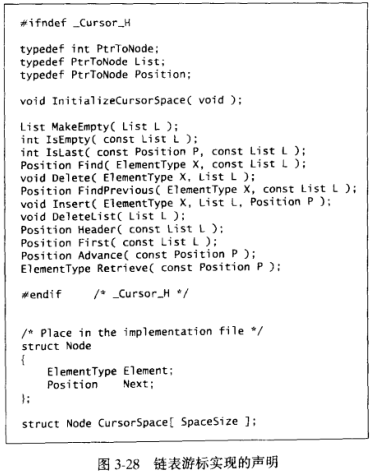 #ifndef _Cursor_H
typedef int PtrToNode;
typedef PtrToNode List;
typedef PtrToNode Position;
void InitializeCursorSpace( void );
List MakeEmpty( List L );
int IsEmpty( const List L );
int IsLast( const Position P, const List L );
Position Find( ElementType X, const List L );
void Delete( ElementType X, List L );
Position FindPrevious( ElementType X, const List L );
void Insert( ElementType X, List L, Position P );
void DeleteList( List L );
Position Header( const List L );
Position First( const List L );
Position Advance( const Position P );
ElementType Retrieve( const Position P );
#endif /* _Cursor_H */
/* Place in the implementation file */
struct Node
{
ElementType Element;
Position Next;
};
struct Node CursorSpace[ SpaceSize ];
图 3-28 链表游标实现的声明